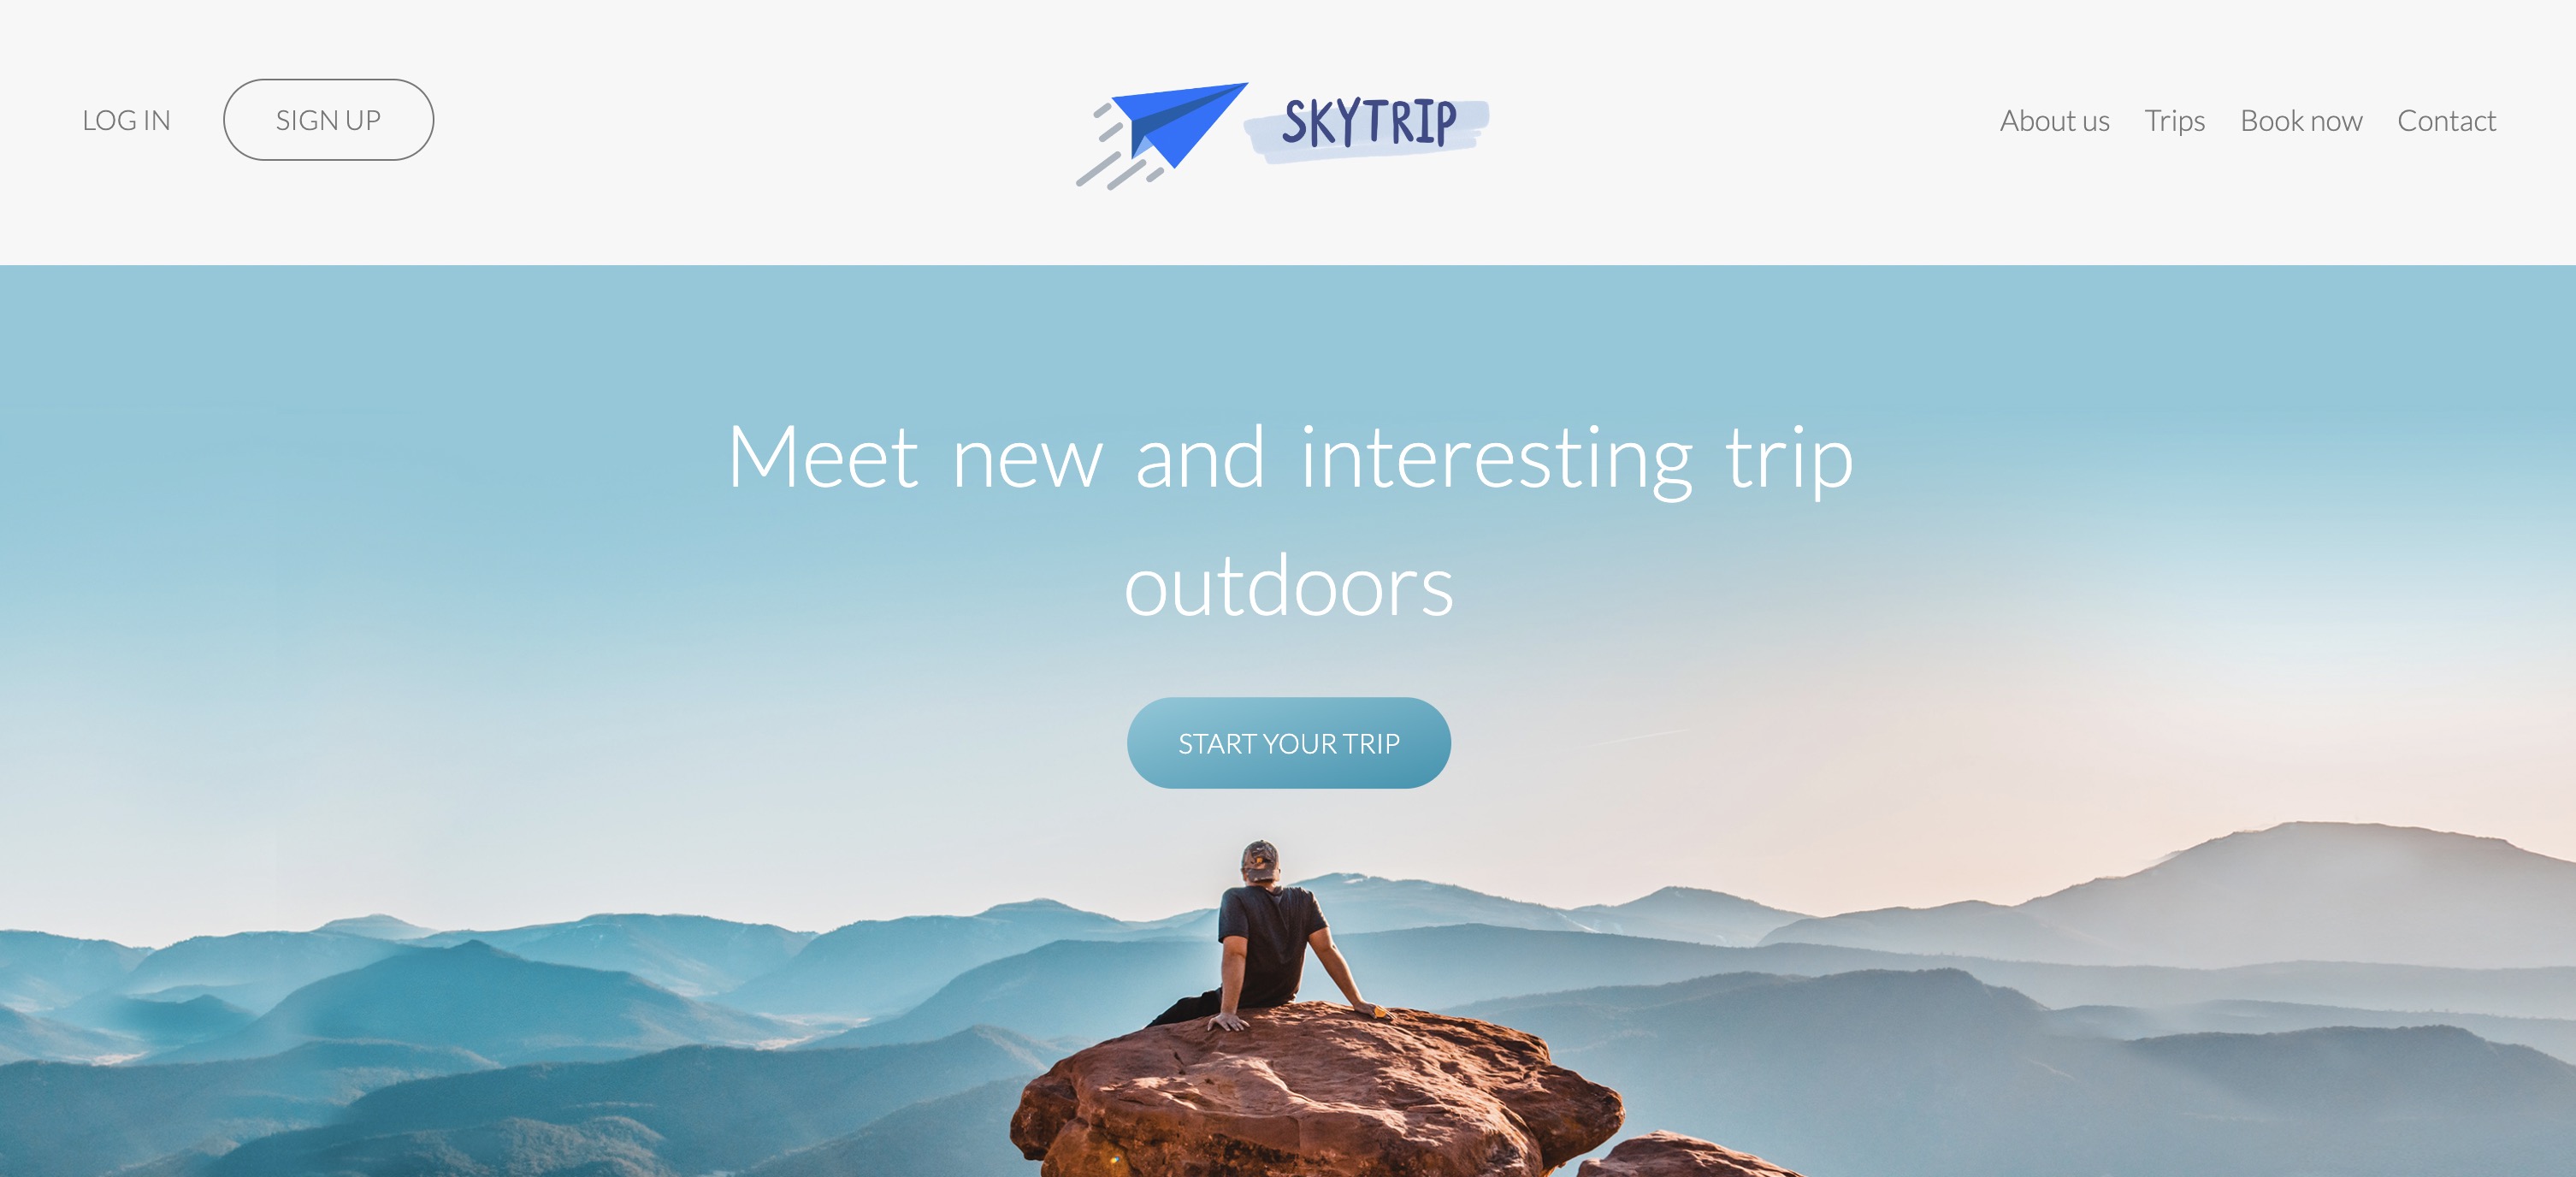 LOG IN
SIGN UP
SKYTRIP
About us
Trips
Book now
Contact
Meet new and interesting trip
outdoors
START YOUR TRIP